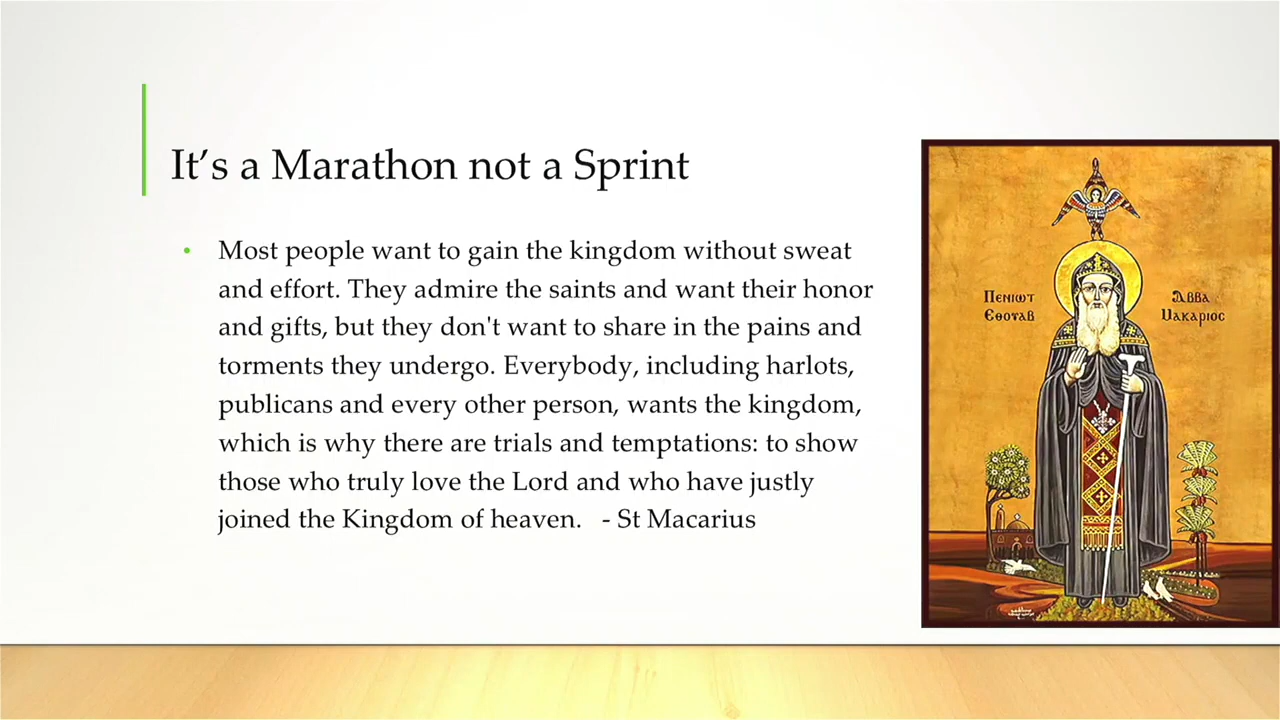 It’s a Marathon not a Sprint
• Most people want to gain the kingdom without sweat
and effort. They admire the saints and want their honor
and gifts, but they don't want to share in the pains and
torments they undergo. Everybody, including harlots,
publicans and every other person, wants the kingdom,
which is why there are trials and temptations: to show
those who truly love the Lord and who have justly
joined the Kingdom of heaven. - St Macarius
Ⲡⲉⲛⲓⲱⲧ
Ⲉⲑⲟⲩⲁⲃ
Ⲁⲃⲃⲁ
Ⲙⲁⲕⲁⲣⲓⲟⲥ